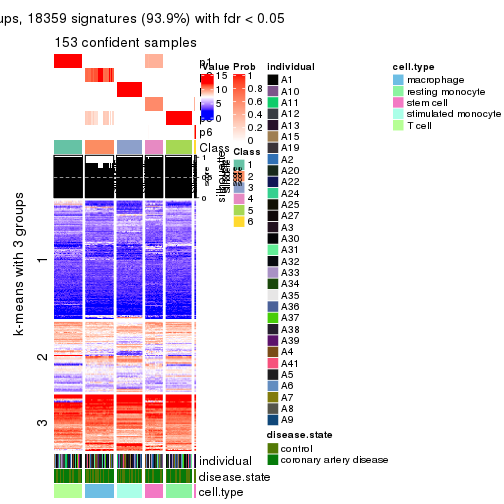 ups, 18359 signatures (93.9%) with fdr < 0.05
153 confident samples
p1
p6
Class
silhouette
1
0.5
0
k-means with 3 groups
1
2
3
individual
disease.state
cell.type
Value
15
10
5
0
Prob
1
0.8
0.6
0.4
0.2
0
Class
1
2
3
4
5
6
individual
A1
A10
A11
A12
A13
A15
A19
A2
A20
A22
A24
A25
A27
A3
A30
A31
A32
A33
A34
A35
A36
A37
A38
A39
A4
A41
A5
A6
A7
A8
A9
disease.state
control
coronary artery disease
cell.type
macrophage
resting monocyte
stem cell
stimulated monocyte
T cell